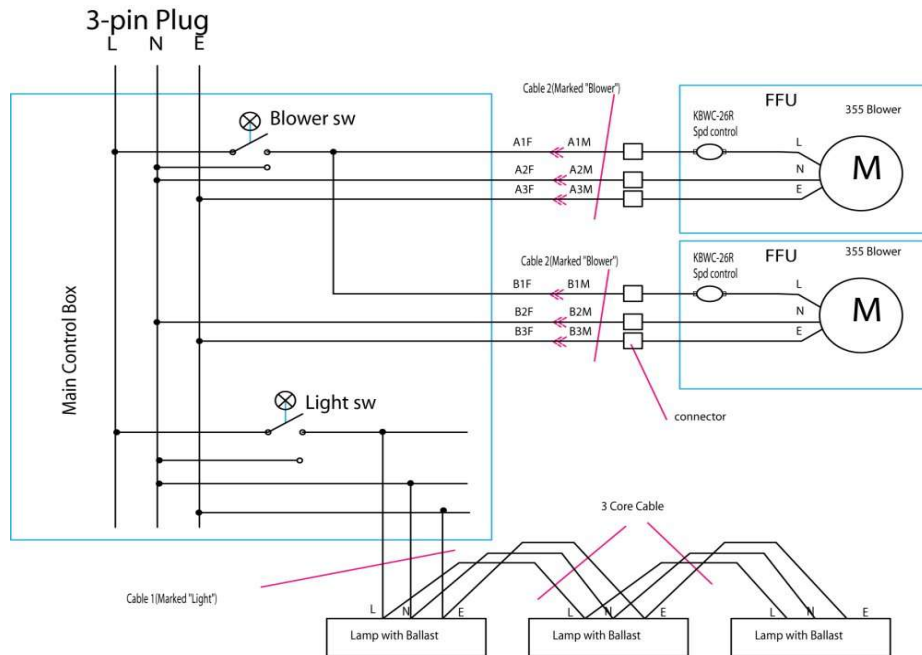 3-pin Plug
L N E
Main Control Box
Blower sw
Cable 2(Marked "Blower")
A1F A1M
A2F A2M
A3F A3M
FFU
355 Blower
KBWC-26R
Spd control
L
N
E
M
Cable 2(Marked "Blower")
B1F B1M
B2F B2M
B3F B3M
FFU
355 Blower
KBWC-26R
Spd control
L
N
E
M
connector
Light sw
3 Core Cable
Cable 1(Marked "Light")
L N E
Lamp with Ballast
L N E
Lamp with Ballast
L N E
Lamp with Ballast